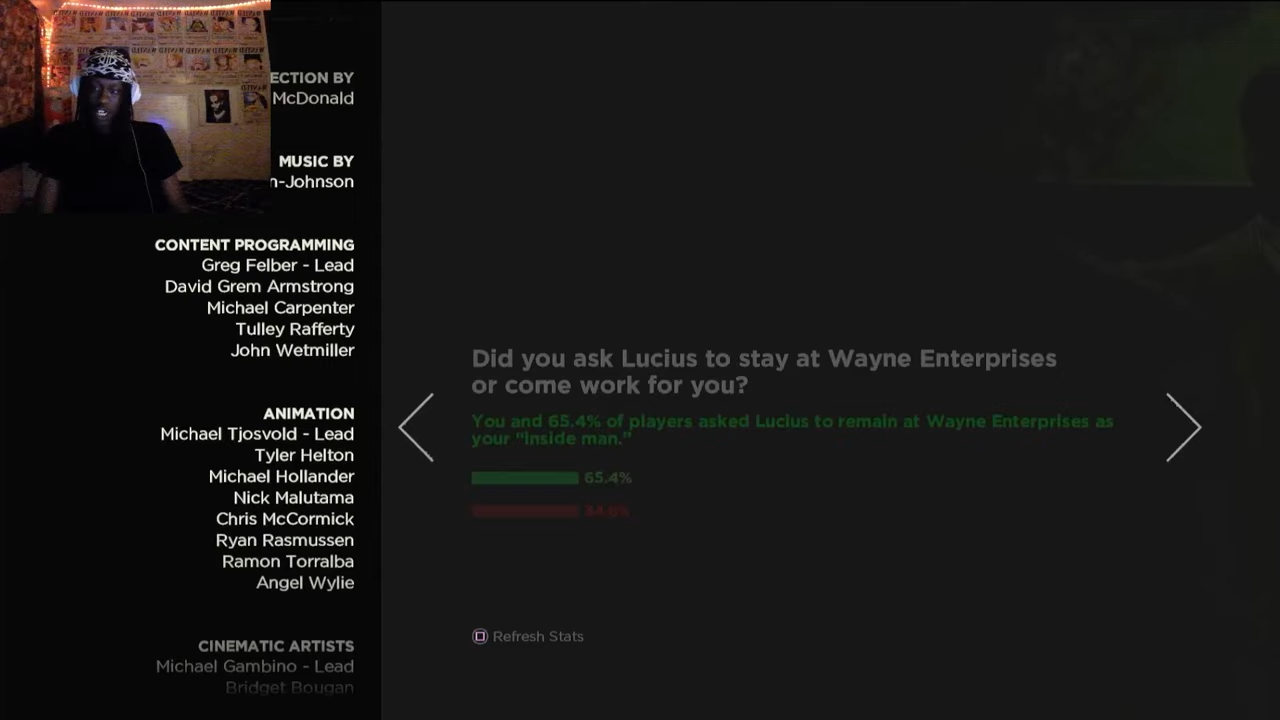 ECTION BY
McDonald
MUSIC BY
n-Johnson
CONTENT PROGRAMMING
Greg Felber - Lead
David Grem Armstrong
Michael Carpenter
Tulley Rafferty
John Wetmiller
ANIMATION
Michael Tjosvold - Lead
Tyler Helton
Michael Hollander
Nick Malutama
Chris McCormick
Ryan Rasmussen
Ramon Torralba
Angel Wylie
CINEMATIC ARTISTS
Michael Gambino - Lead
Bridget Bougan
Did you ask Lucius to stay at Wayne Enterprises
or come work for you?
You and 65.4% of players asked Lucius to remain at Wayne Enterprises as
your "inside man."
65.4%
34.6%
Refresh Stats